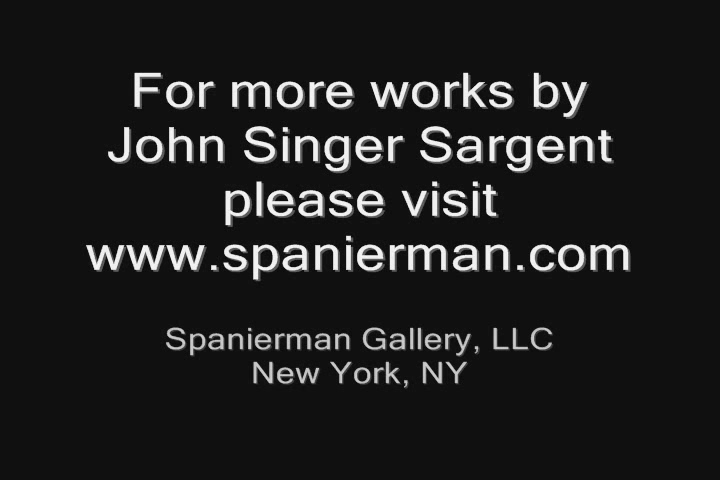 For more works by
John Singer Sargent
please visit
www.spanierman.com
Spanierman Gallery, LLC
New York, NY